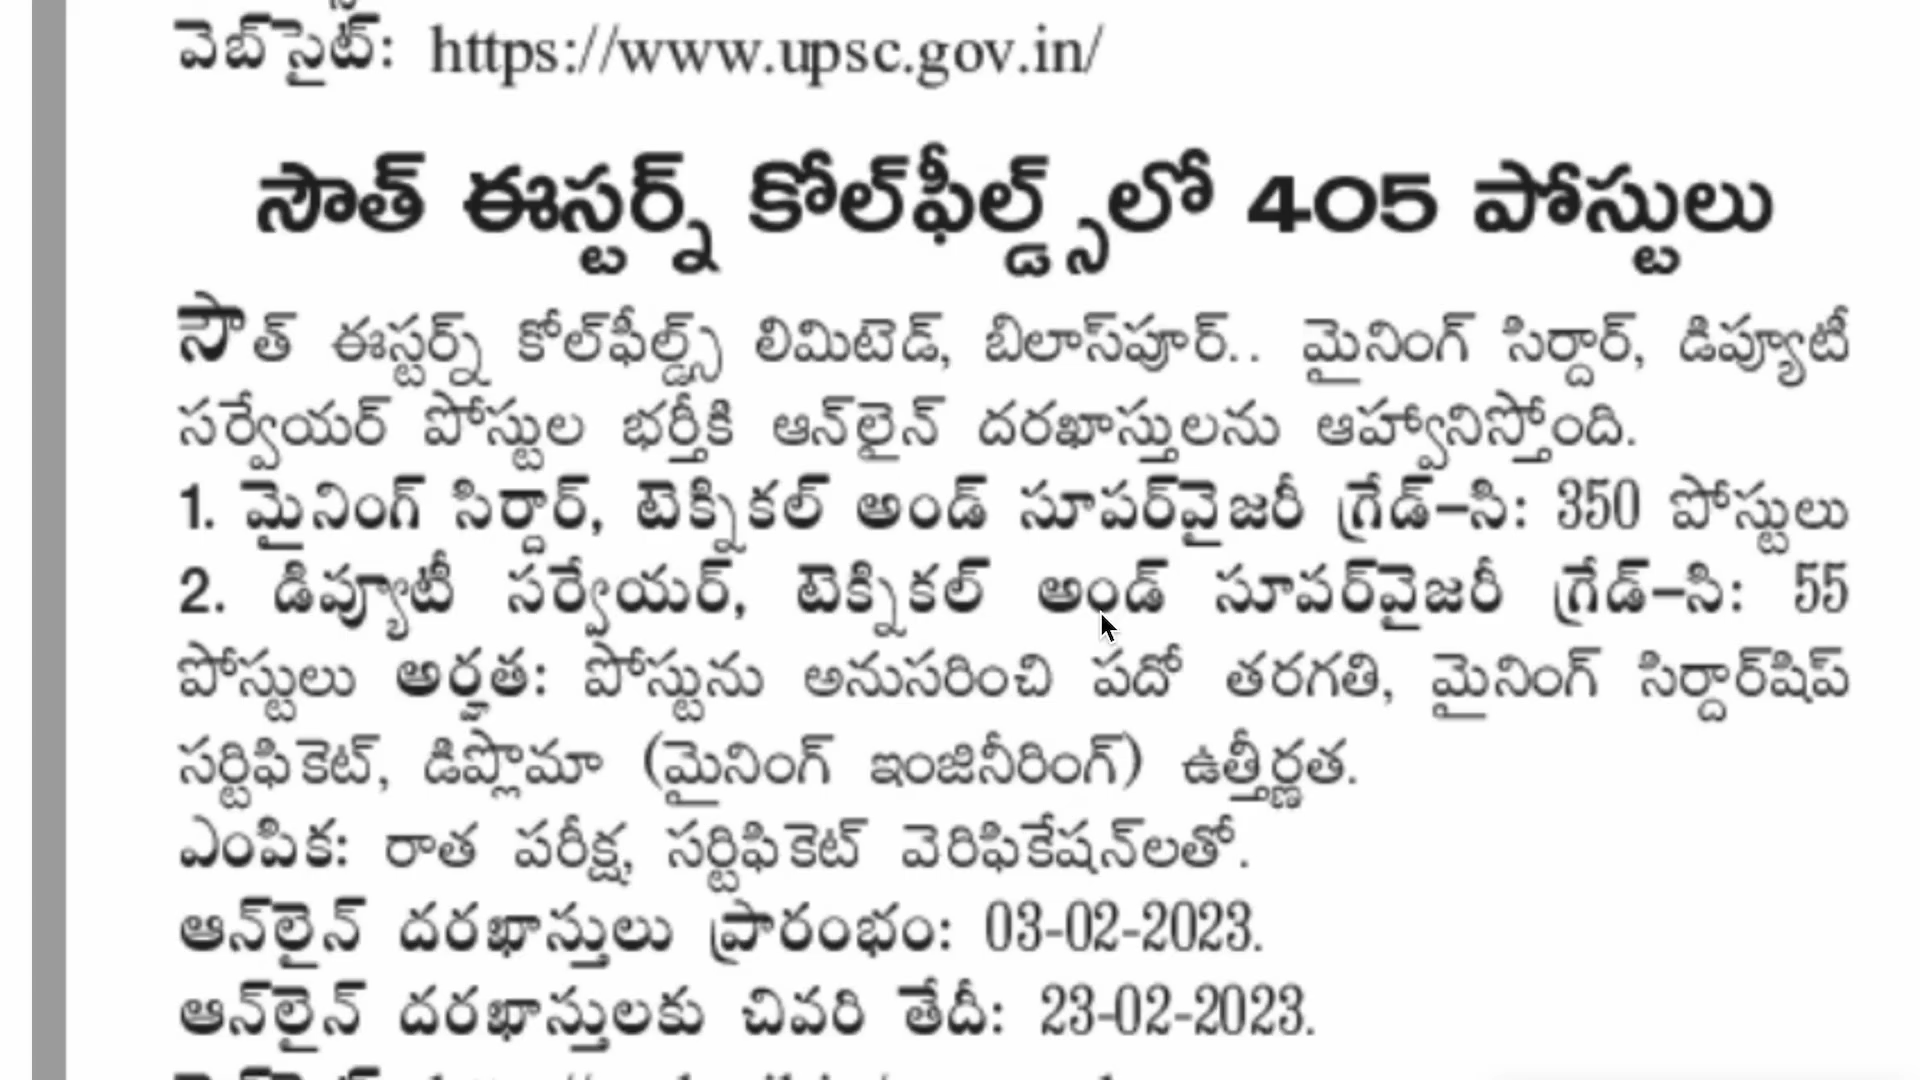 వెబ్‌సైట్: https://www.upsc.gov.in/
సౌత్ ఈస్టర్న్ కోల్‌ఫీల్డ్స్‌లో 405 పోస్టులు
సౌత్ ఈస్టర్న్ కోల్‌ఫీల్డ్స్ లిమిటెడ్, బిలాస్‌పూర్.. మైనింగ్ సిర్దార్, డిప్యూటీ
సర్వేయర్ పోస్టుల భర్తీకి ఆన్‌లైన్ దరఖాస్తులను ఆహ్వానిస్తోంది.
1. మైనింగ్ సిర్దార్, టెక్నికల్ అండ్ సూపర్‌వైజరీ గ్రేడ్-సి: 350 పోస్టులు
2. డిప్యూటీ సర్వేయర్, టెక్నికల్ అండ్ సూపర్‌వైజరీ గ్రేడ్-సి: 55
పోస్టులు అర్హత: పోస్టును అనుసరించి పదో తరగతి, మైనింగ్ సిర్దార్‌షిప్
సర్టిఫికెట్, డిప్లొమా (మైనింగ్ ఇంజినీరింగ్) ఉత్తీర్ణత.
ఎంపిక: రాత పరీక్ష, సర్టిఫికెట్ వెరిఫికేషన్‌లతో.
ఆన్‌లైన్ దరఖాస్తులు ప్రారంభం: 03-02-2023.
ఆన్‌లైన్ దరఖాస్తులకు చివరి తేదీ: 23-02-2023.